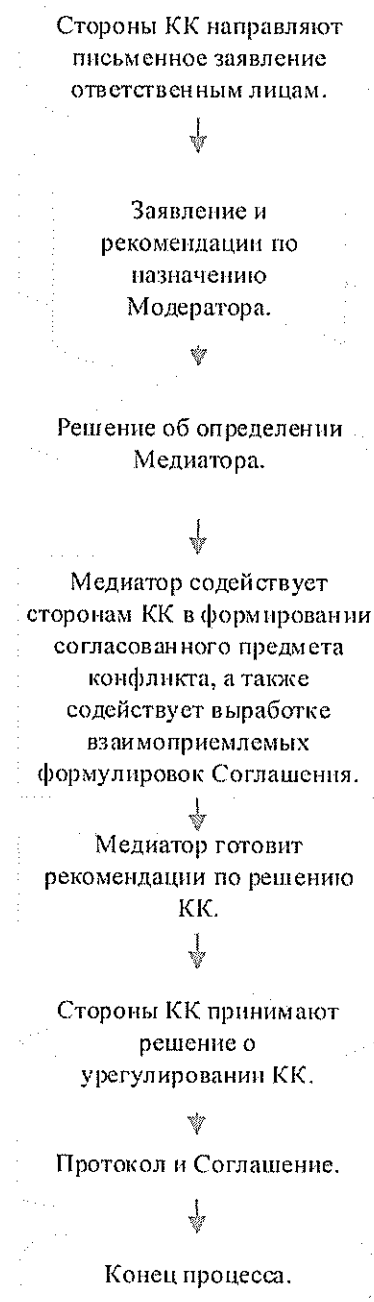 Стороны КК направляют
письменное заявление
ответственным лицам.
Заявление и
рекомендации по
назначению
Модератора.
Решение об определении
Медиатора.
Медиатор содействует
сторонам КК в формировании
согласованного предмета
конфликта, а также
содействует выработке
взаимоприемлемых
формулировок Соглашения.
Медиатор готовит
рекомендации по решению
КК.
Стороны КК принимают
решение о
урегулировании КК.
Протокол и Соглашение.
Конец процесса.